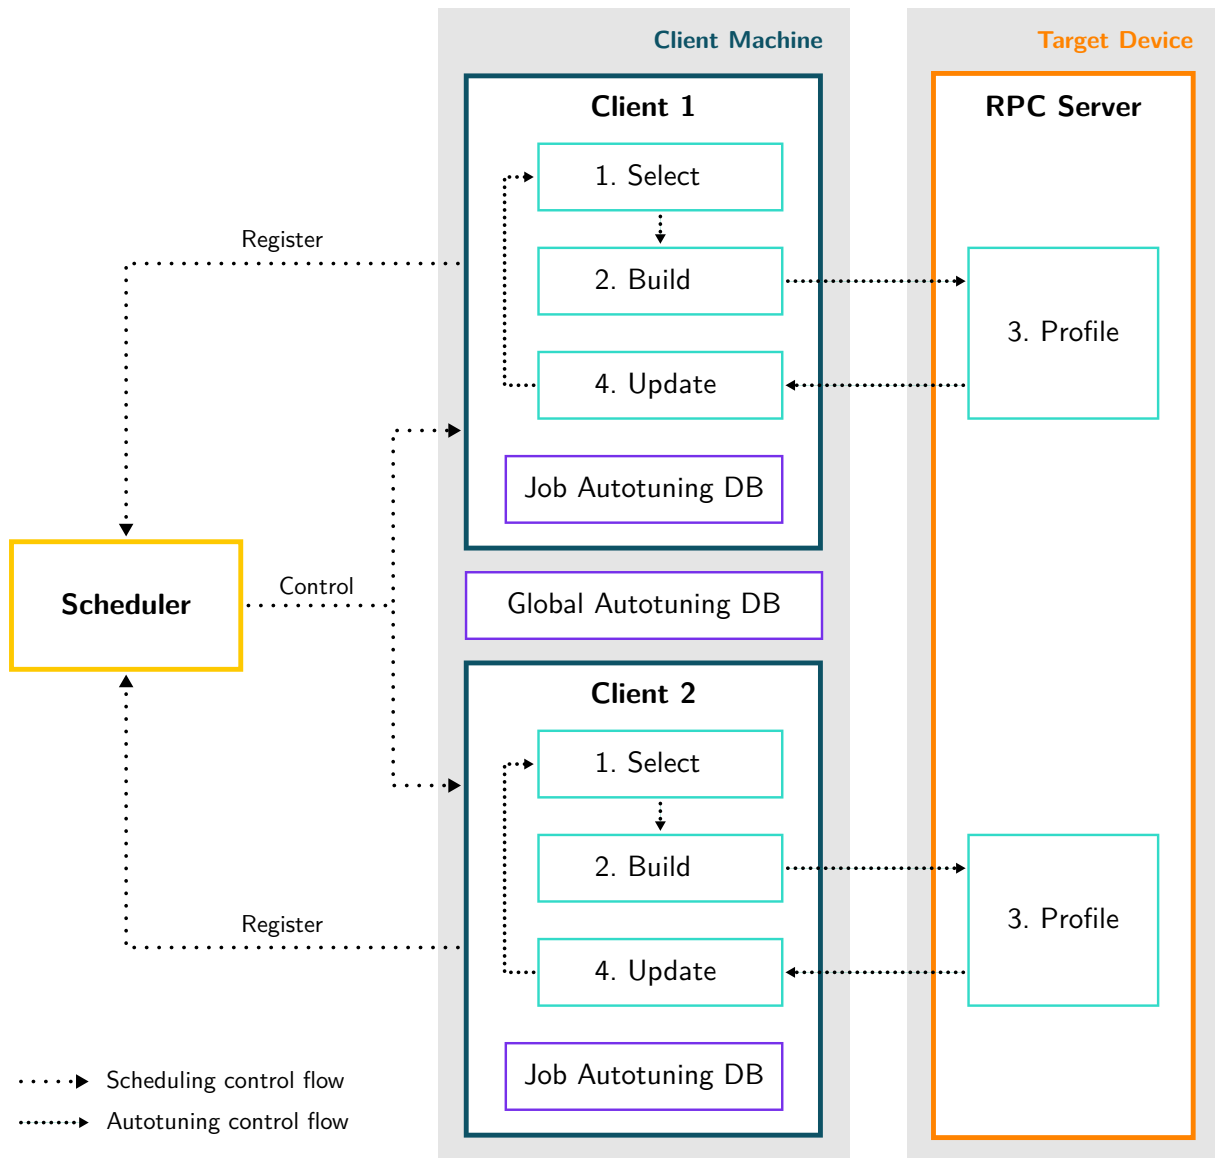 Client Machine
Target Device
Client 1
RPC Server
1. Select
Register
2. Build
3. Profile
4. Update
Job Autotuning DB
Control
Scheduler
Global Autotuning DB
Client 2
1. Select
2. Build
Register
3. Profile
4. Update
Job Autotuning DB
Scheduling control flow
Autotuning control flow